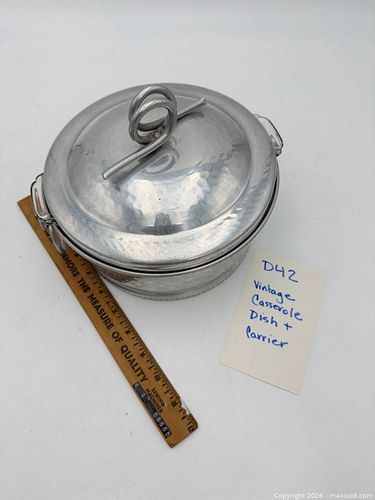 D42
Vintage
Casserole
Dish +
Carrier
THE MEASURE OF QUALITY
Copyright 2026 - maxsold.com